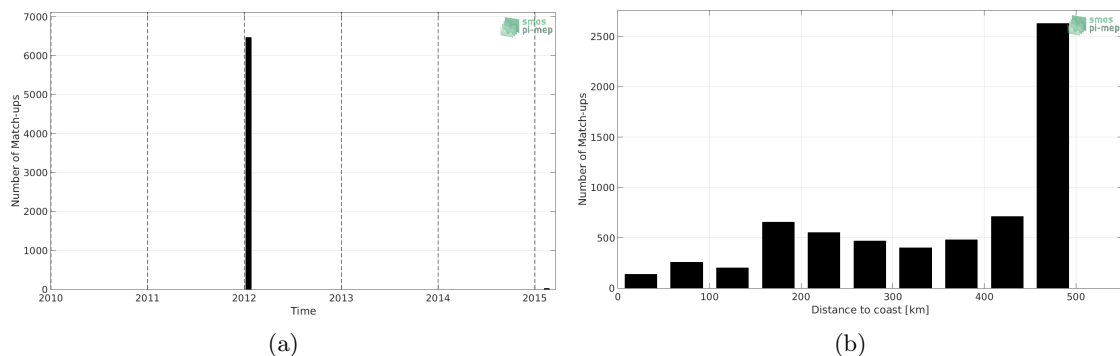 7000
6000
5000
4000
3000
2000
1000
0
Number of Match-ups
2010 2011 2012 2013 2014 2015
Time
smos
pi-mep
(a)
2500
2000
1500
1000
500
0
Number of Match-ups
0 100 200 300 400 500
Distance to coast [km]
smos
pi-mep
(b)